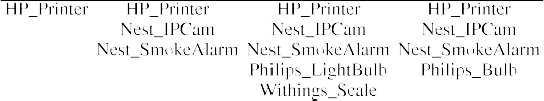 HP_Printer HP_Printer HP_Printer HP_Printer
Nest_IPCam Nest_IPCam Nest_IPCam
Nest_SmokeAlarm Nest_SmokeAlarm Nest_SmokeAlarm
Philips_LightBulb Philips_Bulb
Withings_Scale